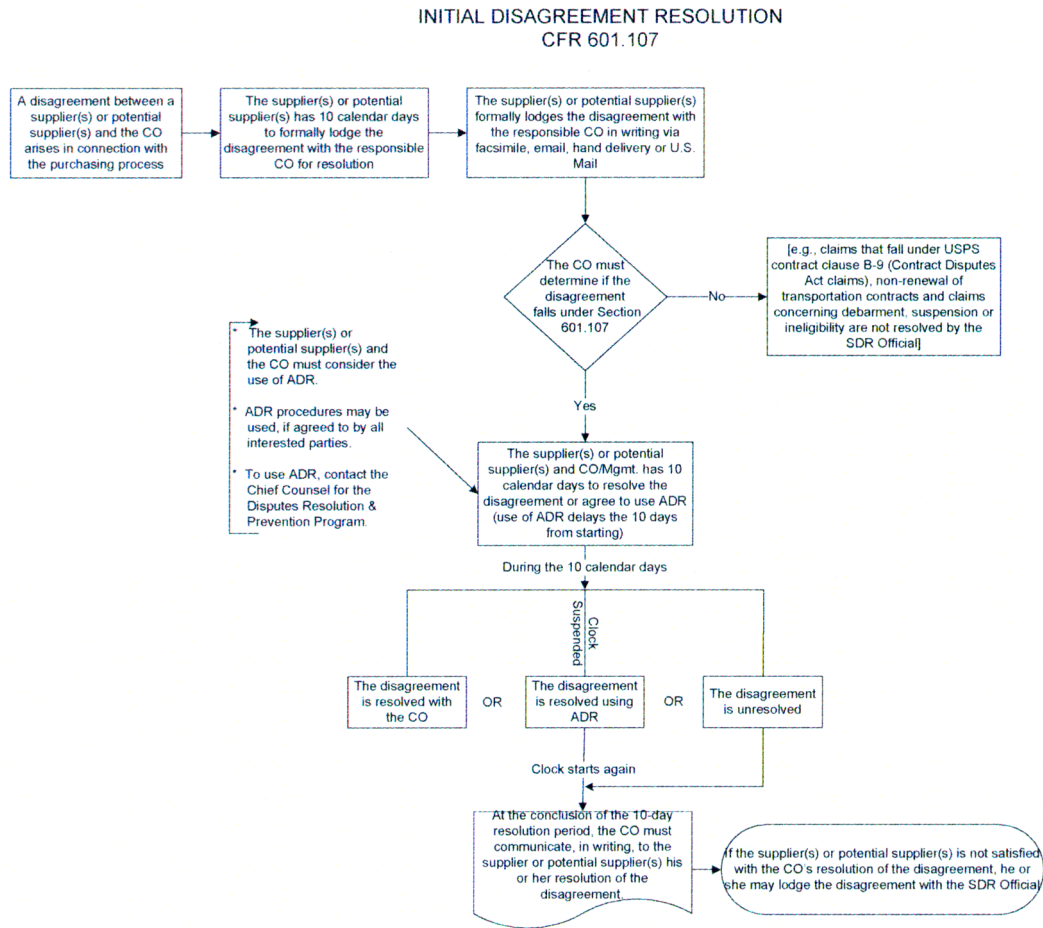 INITIAL DISAGREEMENT RESOLUTION
CFR 601.107
A disagreement between a
supplier(s) or potential
supplier(s) and the CO
arises in connection with
the purchasing process
The supplier(s) or potential
supplier(s) has 10 calendar days
to formally lodge the
disagreement with the responsible
CO for resolution
The supplier(s) or potential supplier(s)
formally lodges the disagreement with
the responsible CO in writing via
facsimile, email, hand delivery or U.S.
Mail
The CO must
determine if the
disagreement
falls under Section
601.107
No
[e.g., claims that fall under USPS
contract clause B-9 (Contract Disputes
Act claims), non-renewal of
transportation contracts and claims
concerning debarment, suspension or
ineligibility are not resolved by the
SDR Official]
* The supplier(s) or
potential supplier(s) and
the CO must consider the
use of ADR.
* ADR procedures may be
used, if agreed to by all
interested parties.
* To use ADR, contact the
Chief Counsel for the
Disputes Resolution &
Prevention Program.
Yes
The supplier(s) or potential
supplier(s) and CO/Mgmt. has 10
calendar days to resolve the
disagreement or agree to use ADR
(use of ADR delays the 10 days
from starting)
During the 10 calendar days
Clock
Suspended
The disagreement
is resolved with
the CO
OR
The disagreement
is resolved using
ADR
OR
The disagreement
is unresolved
Clock starts again
At the conclusion of the 10-day
resolution period, the CO must
communicate, in writing, to the
supplier or potential supplier(s) his
or her resolution of the
disagreement.
If the supplier(s) or potential supplier(s) is not satisfied
with the CO's resolution of the disagreement, he or
she may lodge the disagreement with the SDR Official